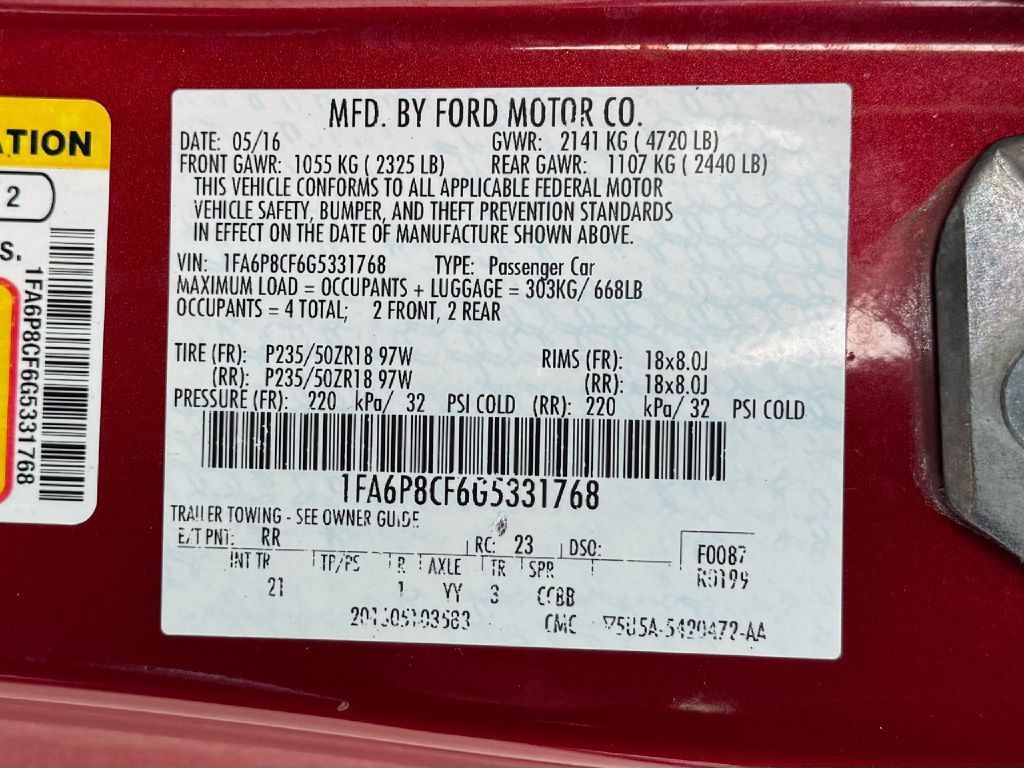 ATION
2
S.
1FA6P8CF6G5331768
MFD. BY FORD MOTOR CO.
DATE: 05/16 GVWR: 2141 KG ( 4720 LB)
FRONT GAWR: 1055 KG ( 2325 LB) REAR GAWR: 1107 KG ( 2440 LB)
THIS VEHICLE CONFORMS TO ALL APPLICABLE FEDERAL MOTOR
VEHICLE SAFETY, BUMPER, AND THEFT PREVENTION STANDARDS
IN EFFECT ON THE DATE OF MANUFACTURE SHOWN ABOVE.
VIN: 1FA6P8CF6G5331768 TYPE: Passenger Car
MAXIMUM LOAD = OCCUPANTS + LUGGAGE = 303KG/ 668LB
OCCUPANTS = 4 TOTAL; 2 FRONT, 2 REAR
TIRE (FR): P235/50ZR18 97W RIMS (FR): 18x8.0J
(RR): P235/50ZR18 97W (RR): 18x8.0J
PRESSURE (FR): 220 kPa/ 32 PSI COLD (RR): 220 kPa/ 32 PSI COLD
1FA6P8CF6G5331768
TRAILER TOWING - SEE OWNER GUIDE
EXT PNT: RR RC: 23 DSO:
F0087
INT TR TP/PS R AXLE TR SPR
R0199
21 YY 3 CCBB
CMC